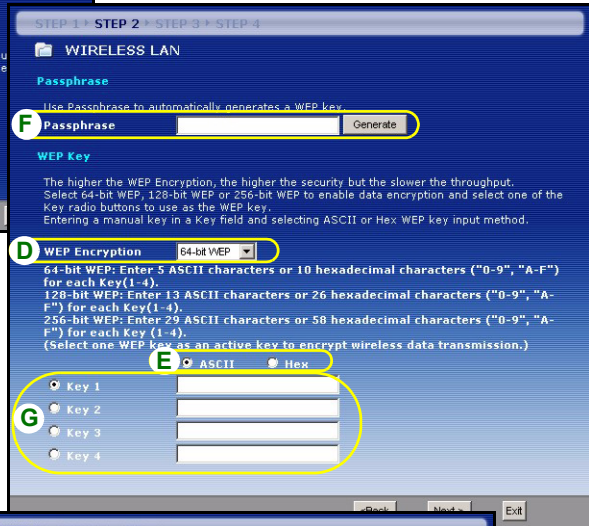 STEP 1 STEP 2 STEP 3 STEP 4
WIRELESS LAN
Passphrase
Use Passphrase to automatically generates a WEP key.
F Passphrase Generate
WEP Key
The higher the WEP Encryption, the higher the security but the slower the throughput.
Select 64-bit WEP, 128-bit WEP or 256-bit WEP to enable data encryption and select one of the
Key radio buttons to use as the WEP key.
Entering a manual key in a Key field and selecting ASCII or Hex WEP key input method.
D WEP Encryption 64-bit WEP
64-bit WEP: Enter 5 ASCII characters or 10 hexadecimal characters ("0-9", "A-F")
for each Key(1-4).
128-bit WEP: Enter 13 ASCII characters or 26 hexadecimal characters ("0-9", "A-
F") for each Key(1-4).
256-bit WEP: Enter 29 ASCII characters or 58 hexadecimal characters ("0-9", "A-
F") for each Key (1-4).
(Select one WEP key as an active key to encrypt wireless data transmission.)
E ASCII Hex
Key 1
G Key 2
Key 3
Key 4
<Back Next > Exit